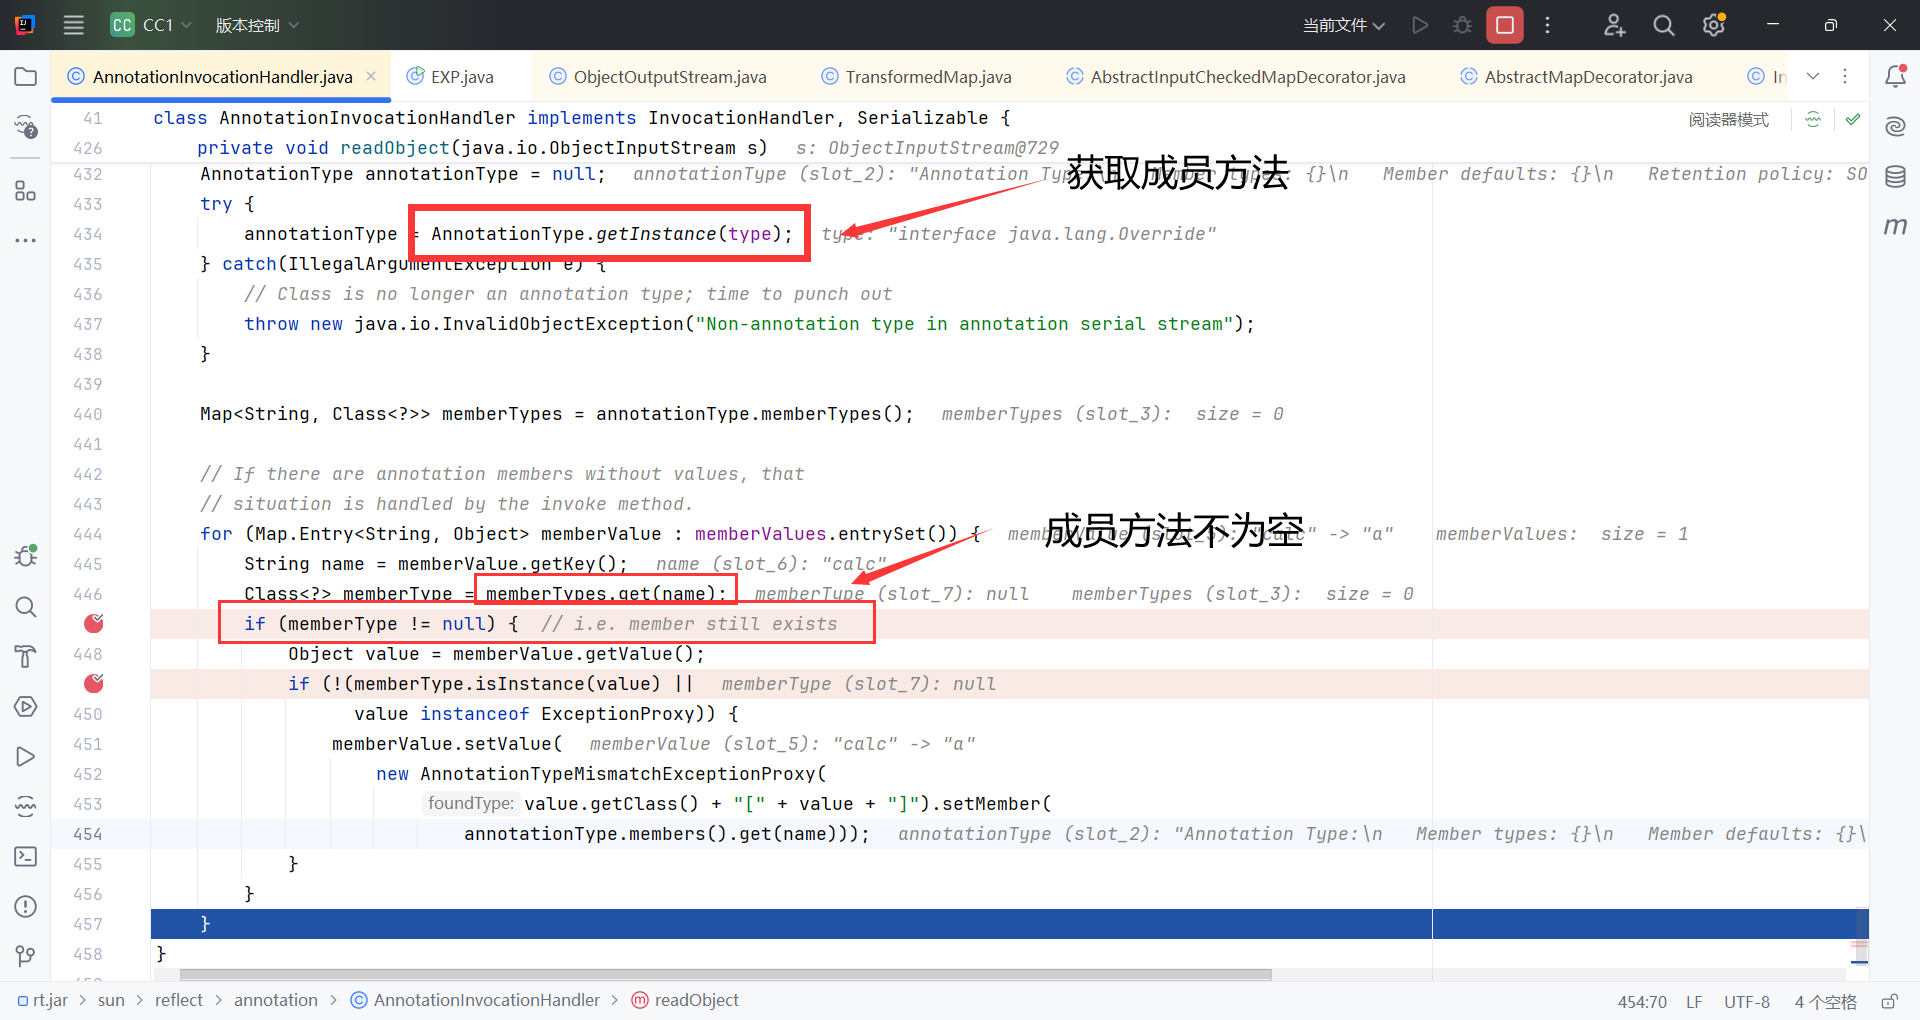 CC CC1 版本控制 当前文件
AnnotationInvocationHandler.java EXP.java ObjectOutputStream.java TransformedMap.java AbstractInputCheckedMapDecorator.java AbstractMapDecorator.java In
41 class AnnotationInvocationHandler implements InvocationHandler, Serializable { 阅读器模式
426 private void readObject(java.io.ObjectInputStream s) s: ObjectInputStream@729
获取成员方法
432 AnnotationType annotationType = null; annotationType (slot_2): "Annotation Type:\n Member types: {}\n Member defaults: {}\n Retention policy: SO
433 try {
434 annotationType = AnnotationType.getInstance(type); type: "interface java.lang.Override"
435 } catch(IllegalArgumentException e) {
436 // Class is no longer an annotation type; time to punch out
437 throw new java.io.InvalidObjectException("Non-annotation type in annotation serial stream");
438 }
439
440 Map<String, Class<?>> memberTypes = annotationType.memberTypes(); memberTypes (slot_3): size = 0
441
442 // If there are annotation members without values, that
443 // situation is handled by the invoke method.
成员方法不为空
444 for (Map.Entry<String, Object> memberValue : memberValues.entrySet()) { memberValue (slot_5): "calc" -> "a" memberValues: size = 1
445 String name = memberValue.getKey(); name (slot_6): "calc"
446 Class<?> memberType = memberTypes.get(name); memberType (slot_7): null memberTypes (slot_3): size = 0
if (memberType != null) { // i.e. member still exists
448 Object value = memberValue.getValue();
if (!(memberType.isInstance(value) || memberType (slot_7): null
450 value instanceof ExceptionProxy)) {
451 memberValue.setValue( memberValue (slot_5): "calc" -> "a"
452 new AnnotationTypeMismatchExceptionProxy(
453 foundType: value.getClass() + "[" + value + "]").setMember(
454 annotationType.members().get(name))); annotationType (slot_2): "Annotation Type:\n Member types: {}\n Member defaults: {}\
455 }
456 }
457 }
458 }
rt.jar > sun > reflect > annotation > AnnotationInvocationHandler > readObject 454:70 LF UTF-8 4 个空格